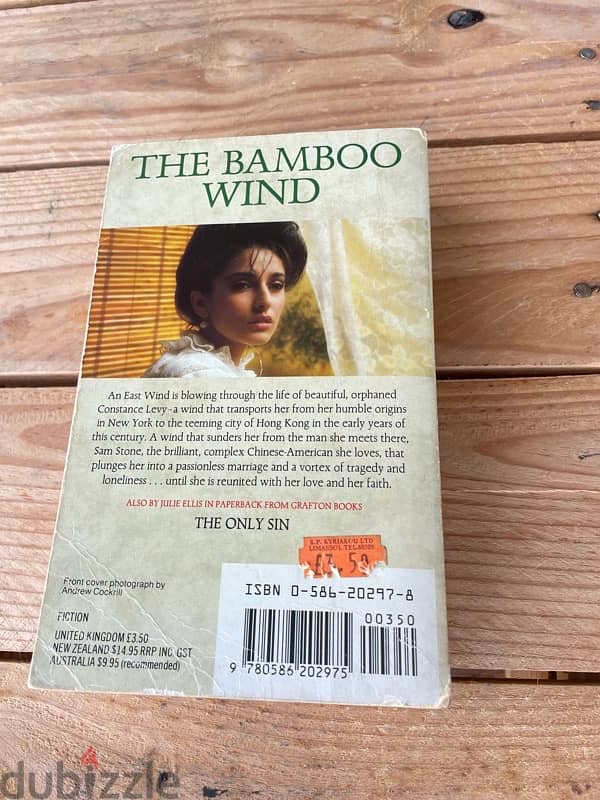 THE BAMBOO
WIND
An East Wind is blowing through the life of beautiful, orphaned
Constance Levy - a wind that transports her from her humble origins
in New York to the teeming city of Hong Kong in the early years of
this century. A wind that sunders her from the man she meets there,
Sam Stone, the brilliant, complex Chinese-American she loves, that
plunges her into a passionless marriage and a vortex of tragedy and
loneliness . . . until she is reunited with her love and her faith.
ALSO BY JULIE ELLIS IN PAPERBACK FROM GRAFTON BOOKS
THE ONLY SIN
K.P. KYRIAKOU LTD
LIMASSOL TEL.
£3.50
Front cover photograph by
Andrew Cockrill
ISBN 0-586-20297-8
00350
FICTION
UNITED KINGDOM £3.50
NEW ZEALAND $14.95 RRP INC. GST
AUSTRALIA $9.95 (recommended)
9 780586 202975
dubizzle